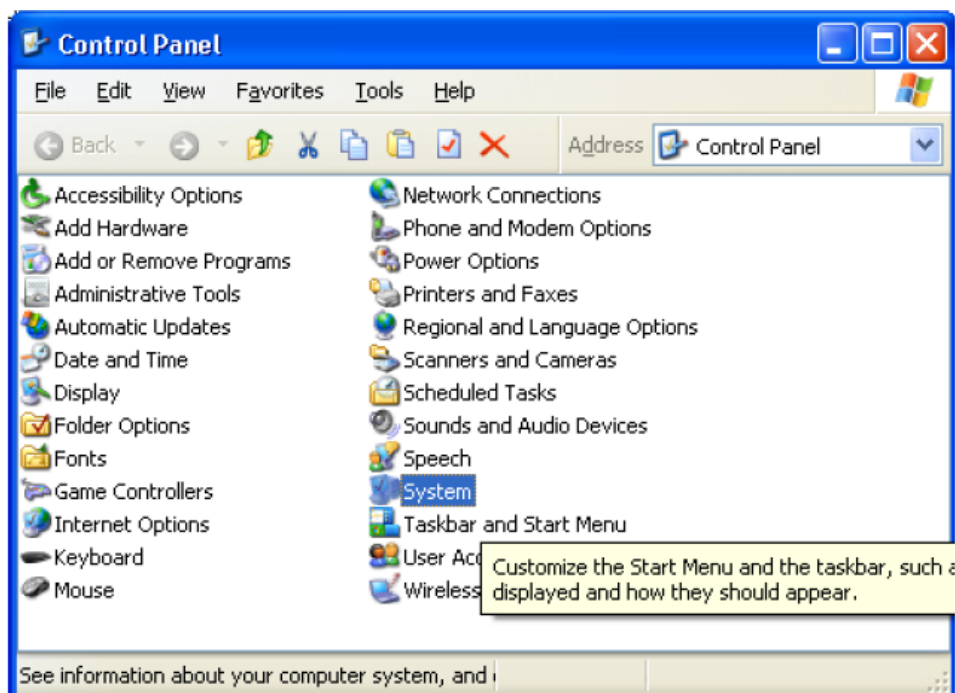 Control Panel
File Edit View Favorites Tools Help
Back Address Control Panel
Accessibility Options
Add Hardware
Add or Remove Programs
Administrative Tools
Automatic Updates
Date and Time
Display
Folder Options
Fonts
Game Controllers
Internet Options
Keyboard
Mouse
Network Connections
Phone and Modem Options
Power Options
Printers and Faxes
Regional and Language Options
Scanners and Cameras
Scheduled Tasks
Sounds and Audio Devices
Speech
System
Taskbar and Start Menu
User Acc
Wireless
Customize the Start Menu and the taskbar, such a
displayed and how they should appear.
See information about your computer system, and